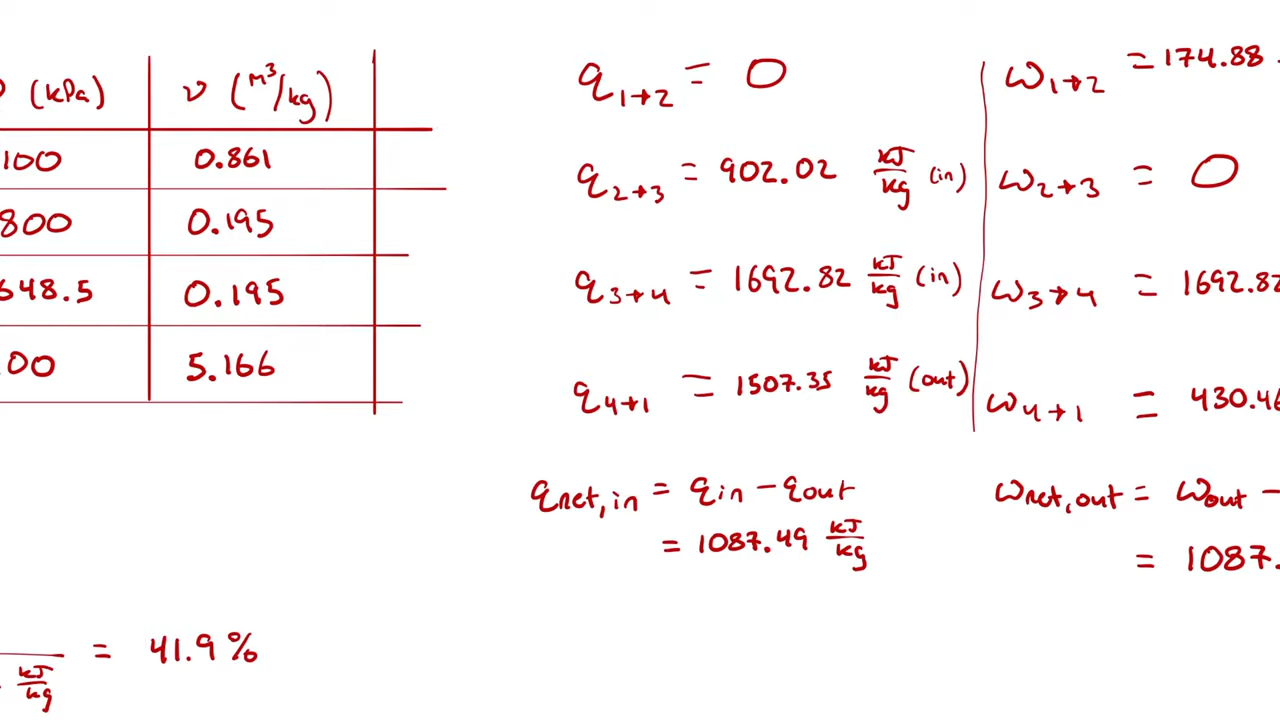 (kPa) ν (m³/kg)
100 0.861
800 0.195
648.5 0.195
00 5.166
q1→2 = 0
q2→3 = 902.02 kJ/kg (in)
q3→4 = 1692.82 kJ/kg (in)
q4→1 = 1507.35 kJ/kg (out)
qnet,in = qin − qout
= 1087.49 kJ/kg
w1→2 = 174.88
w2→3 = 0
w3→4 = 1692.82
w4→1 = 430.46
wnet,out = wout −
= 1087.
kJ/kg = 41.9%